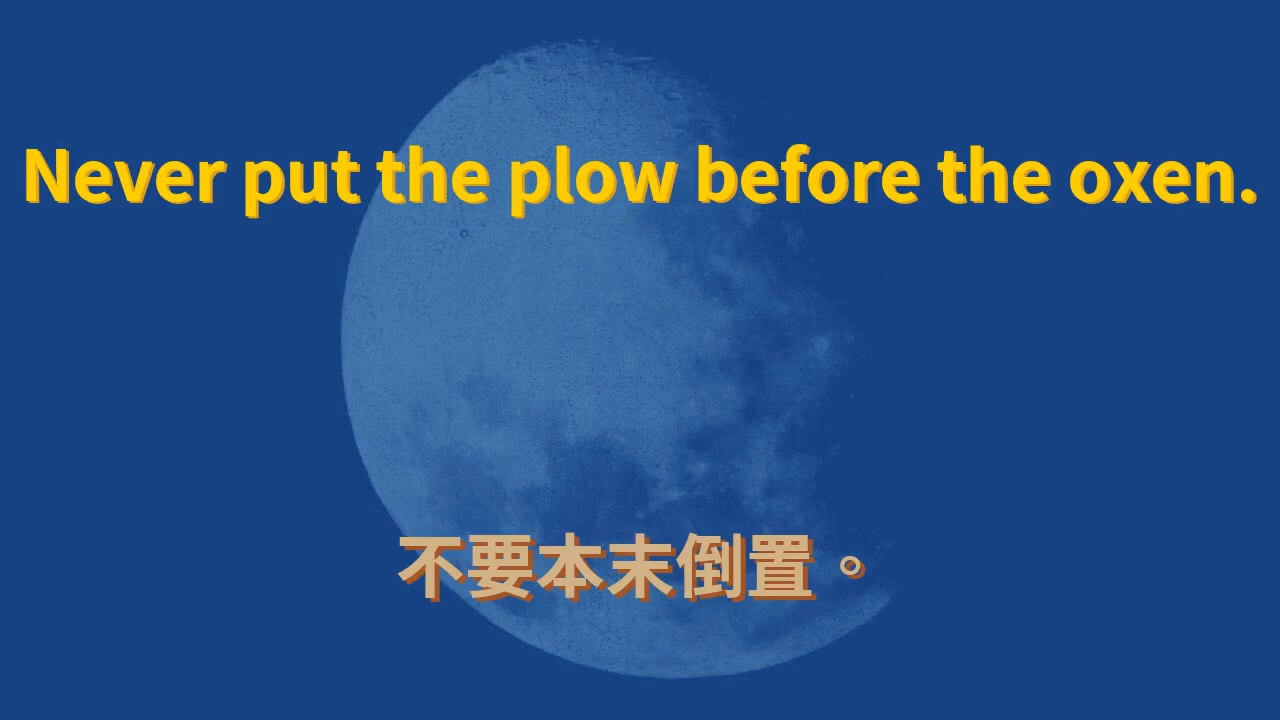 Never put the plow before the oxen.
不要本末倒置。